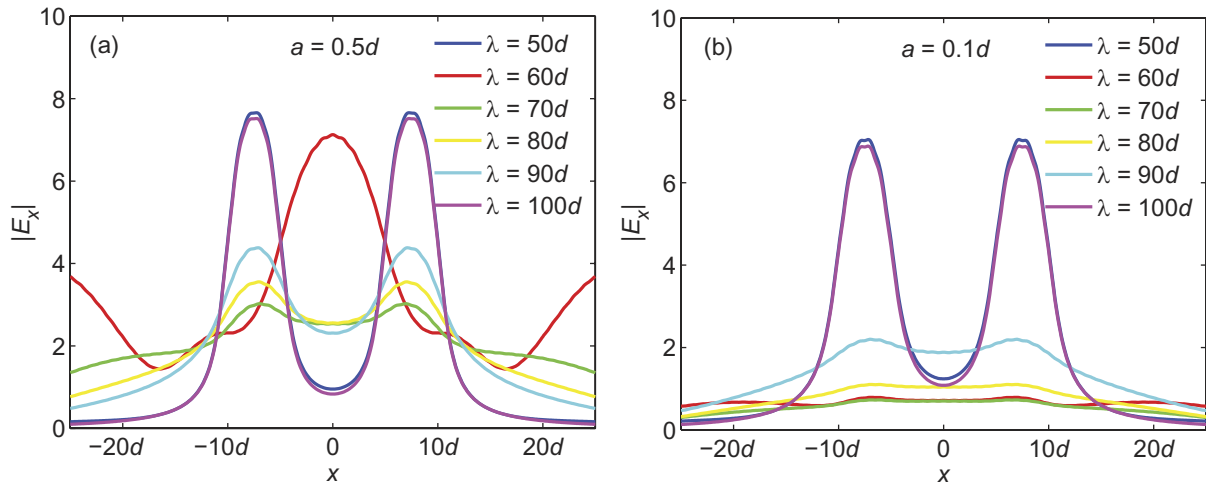 10
8
6
4
2
0
|Eₓ|
(a)
a = 0.5d
λ = 50d
λ = 60d
λ = 70d
λ = 80d
λ = 90d
λ = 100d
−20d −10d 0 10d 20d
x
10
8
6
4
2
0
|Eₓ|
(b)
a = 0.1d
λ = 50d
λ = 60d
λ = 70d
λ = 80d
λ = 90d
λ = 100d
−20d −10d 0 10d 20d
x